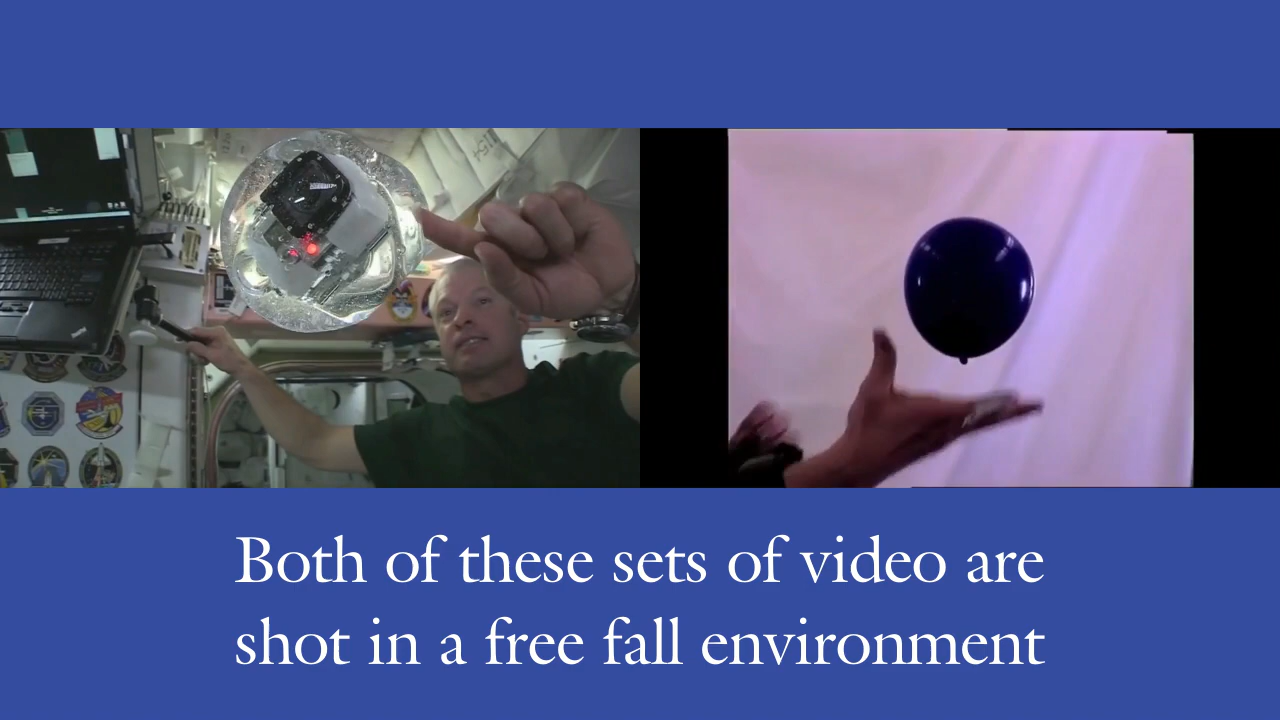 Both of these sets of video are
shot in a free fall environment